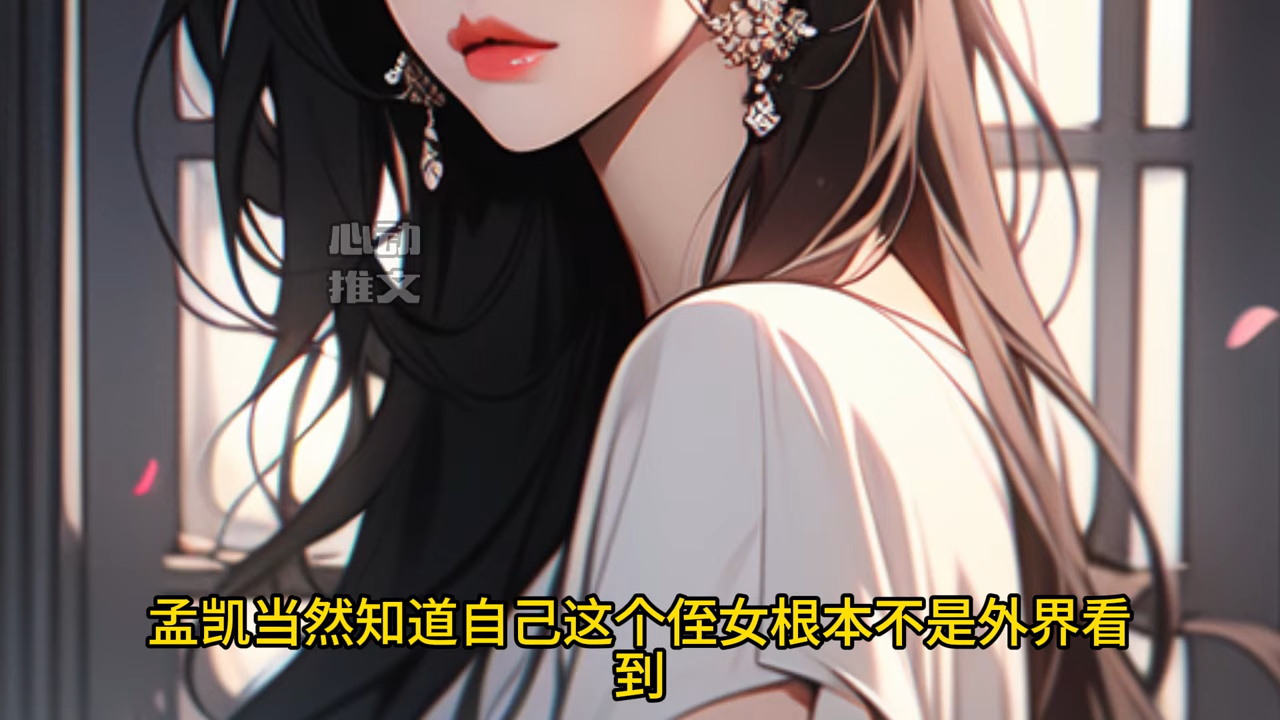 心动
推文
孟凯当然知道自己这个侄女根本不是外界看
到